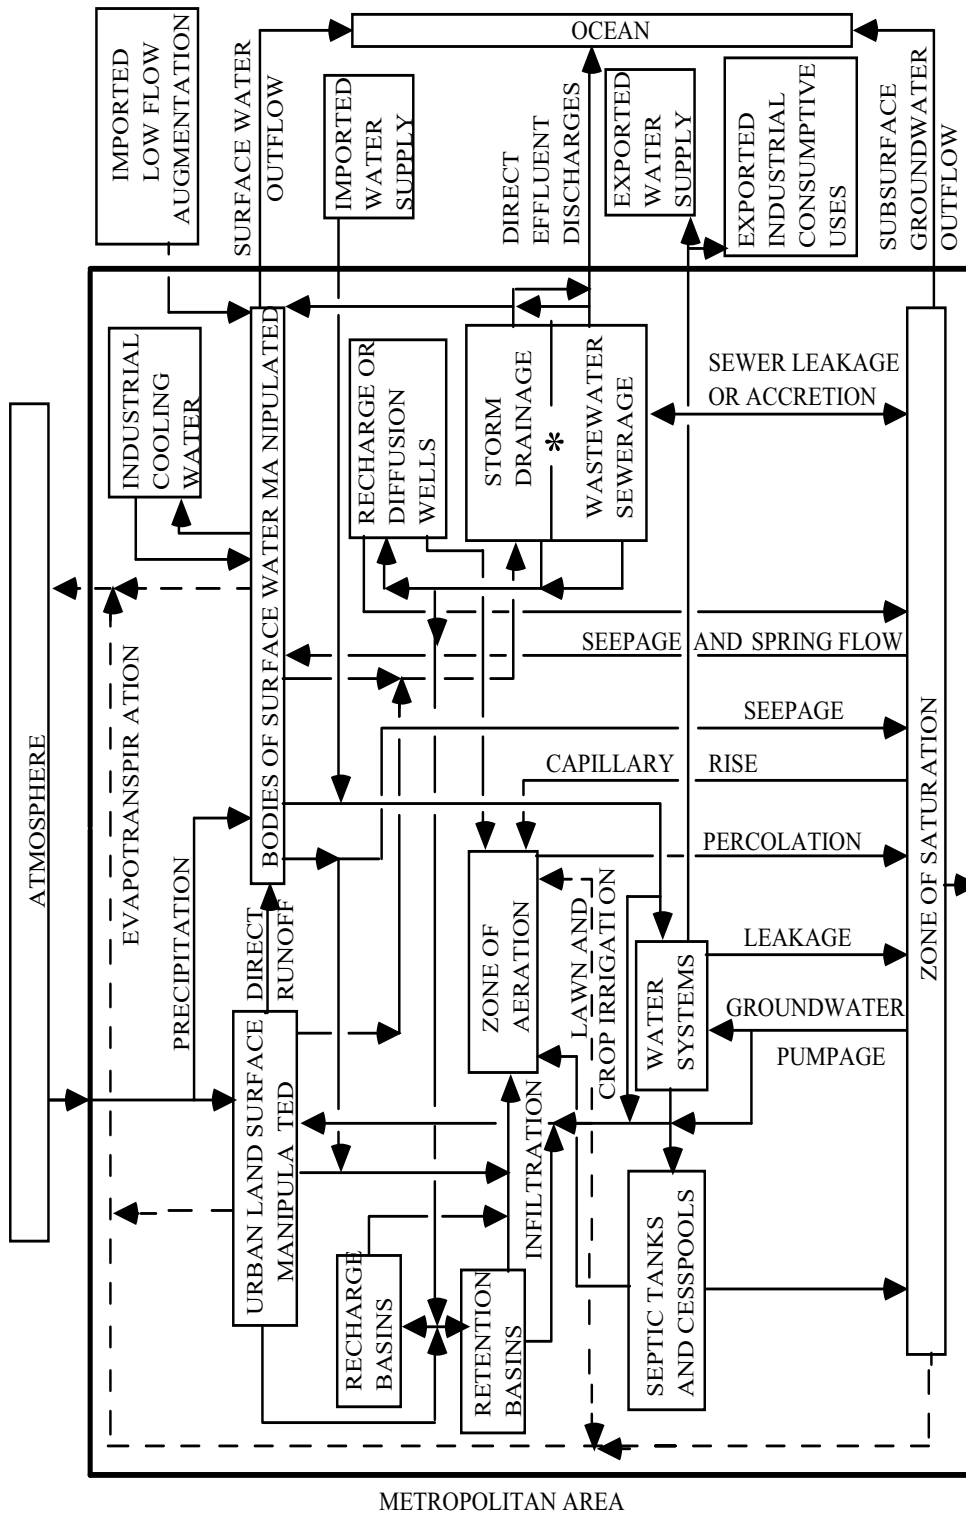 IMPORTED
LOW FLOW
AUGMENTATION
SURFACE WATER
OUTFLOW
IMPORTED
WATER
SUPPLY
OCEAN
DIRECT
EFFLUENT
DISCHARGES
EXPORTED
WATER
SUPPLY
EXPORTED
INDUSTRIAL
CONSUMPTIVE
USES
SUBSURFACE
GROUNDWATER
OUTFLOW
INDUSTRIAL
COOLING
WATER
BODIES OF SURFACE WATER MANIPULATED
RECHARGE OR
DIFFUSION
WELLS
STORM
DRAINAGE
*
WASTEWATER
SEWERAGE
SEWER LEAKAGE
OR ACCRETION
ATMOSPHERE
EVAPOTRANSPIR ATION
SEEPAGE AND SPRING FLOW
SEEPAGE
CAPILLARY RISE
PERCOLATION
ZONE OF SATURATION
PRECIPITATION
DIRECT
RUNOFF
ZONE OF
AERATION
LAWN AND
CROP IRRIGATI ON
WATER
SYSTEMS
LEAKAGE
GROUNDWATER
PUMPAGE
URBAN LAND SURFACE
MANIPULA TED
INFILTRATION
RECHARGE
BASINS
RETENTION
BASINS
SEPTIC TANKS
AND CESSPOOLS
METROPOLITAN AREA